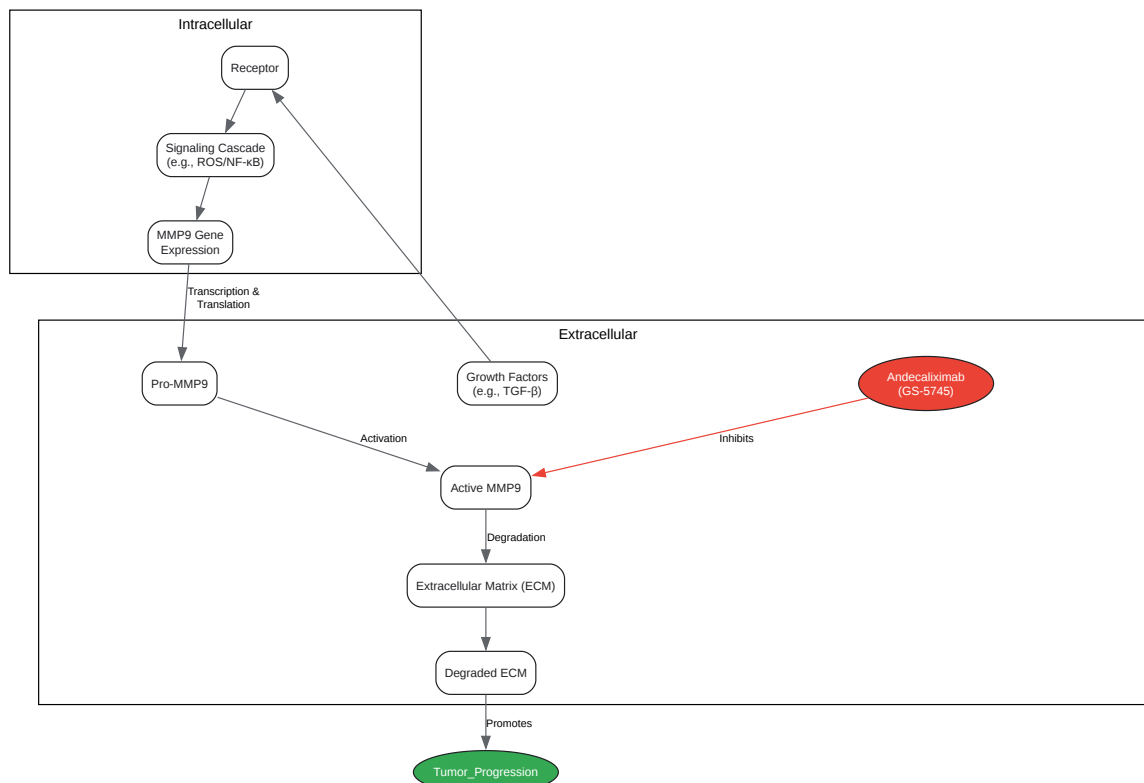 Intracellular
Receptor
Signaling Cascade
(e.g., ROS/NF-κB)
MMP9 Gene
Expression
Transcription &
Translation
Extracellular
Pro-MMP9
Growth Factors
(e.g., TGF-β)
Andecaliximab
(GS-5745)
Activation
Inhibits
Active MMP9
Degradation
Extracellular Matrix (ECM)
Degraded ECM
Promotes
Tumor_Progression